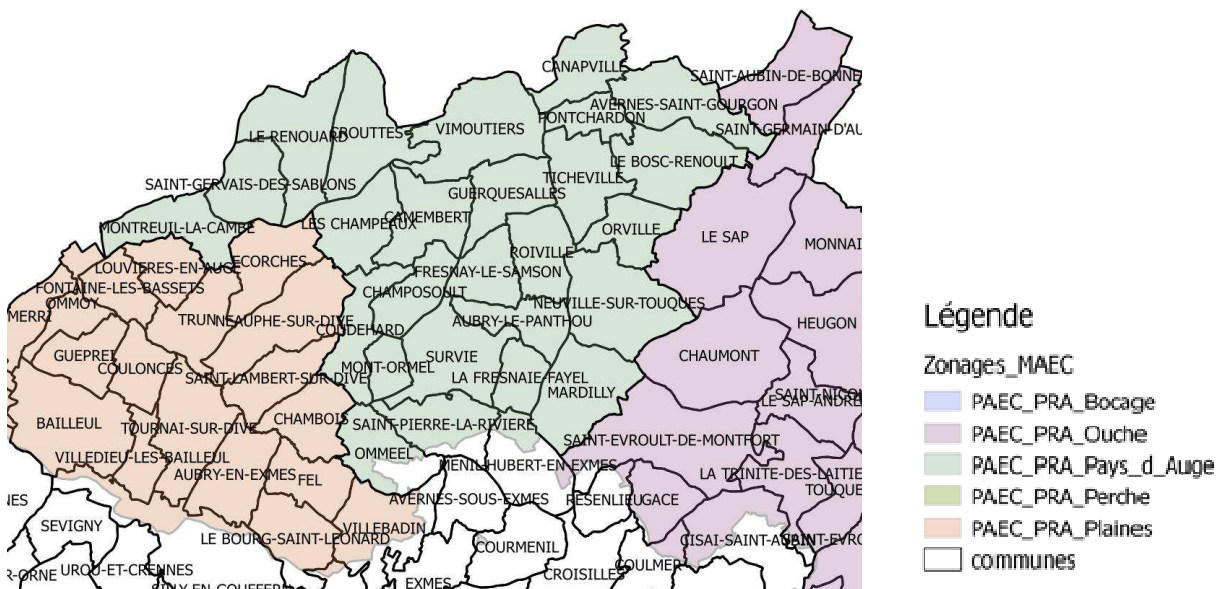 CANAPVILLE
SAINT-AUBIN-DE-BONNE
AVERNES-SAINT-GOURGON
PONTCHARDON
LE RENOUARD
CROUTTES
VIMOUTIERS
SAINT-GERMAIN-D'AU
LE BOSC-RENOULT
TICHEVILLE
SAINT-GERVAIS-DES-SABLONS
GUERQUESALLES
MONTREUIL-LA-CAMBE
LES CHAMPEAUX
CAMEMBERT
ORVILLE
LE SAP
MONNAI
ROIVILLE
LOUVIERES-EN-AUGE
ECORCHES
FRESNAY-LE-SAMSON
FONTAINE-LES-BASSETS
CHAMPOSOULT
OMMOY
NEUVILLE-SUR-TOUQUES
MERRI
TRUN
NEAUPHE-SUR-DIVE
COUDEHARD
AUBRY-LE-PANTHOU
HEUGON
GUEPREI
COULONCES
MONT-ORMEL
SURVIE
CHAUMONT
SAINT-LAMBERT-SUR-DIVE
LA FRESNAIE-FAYEL
MARDILLY
SAINT-NICOL
LE SAP-ANDRE
BAILLEUL
TOURNAI-SUR-DIVE
CHAMBOIS
SAINT-PIERRE-LA-RIVIERE
SAINT-EVROULT-DE-MONTFORT
VILLEDIEU-LES-BAILLEUL
OMMEEL
MENIL-HUBERT-EN-EXMES
AUBRY-EN-EXMES
FEL
LA TRINITE-DES-LAITIE
TOUQUE
NES
AVERNES-SOUS-EXMES
RESENLIEU
GACE
SEVIGNY
VILLEBADIN
LE BOURG-SAINT-LEONARD
COURMENIL
CISAI-SAINT-AUBIN
SAINT-EVRO
R-ORNE
UROU-ET-CRENNES
EXMES
CROISILLES
COULMER
Légende
Zonages_MAEC
PAEC_PRA_Bocage
PAEC_PRA_Ouche
PAEC_PRA_Pays_d_Auge
PAEC_PRA_Perche
PAEC_PRA_Plaines
communes